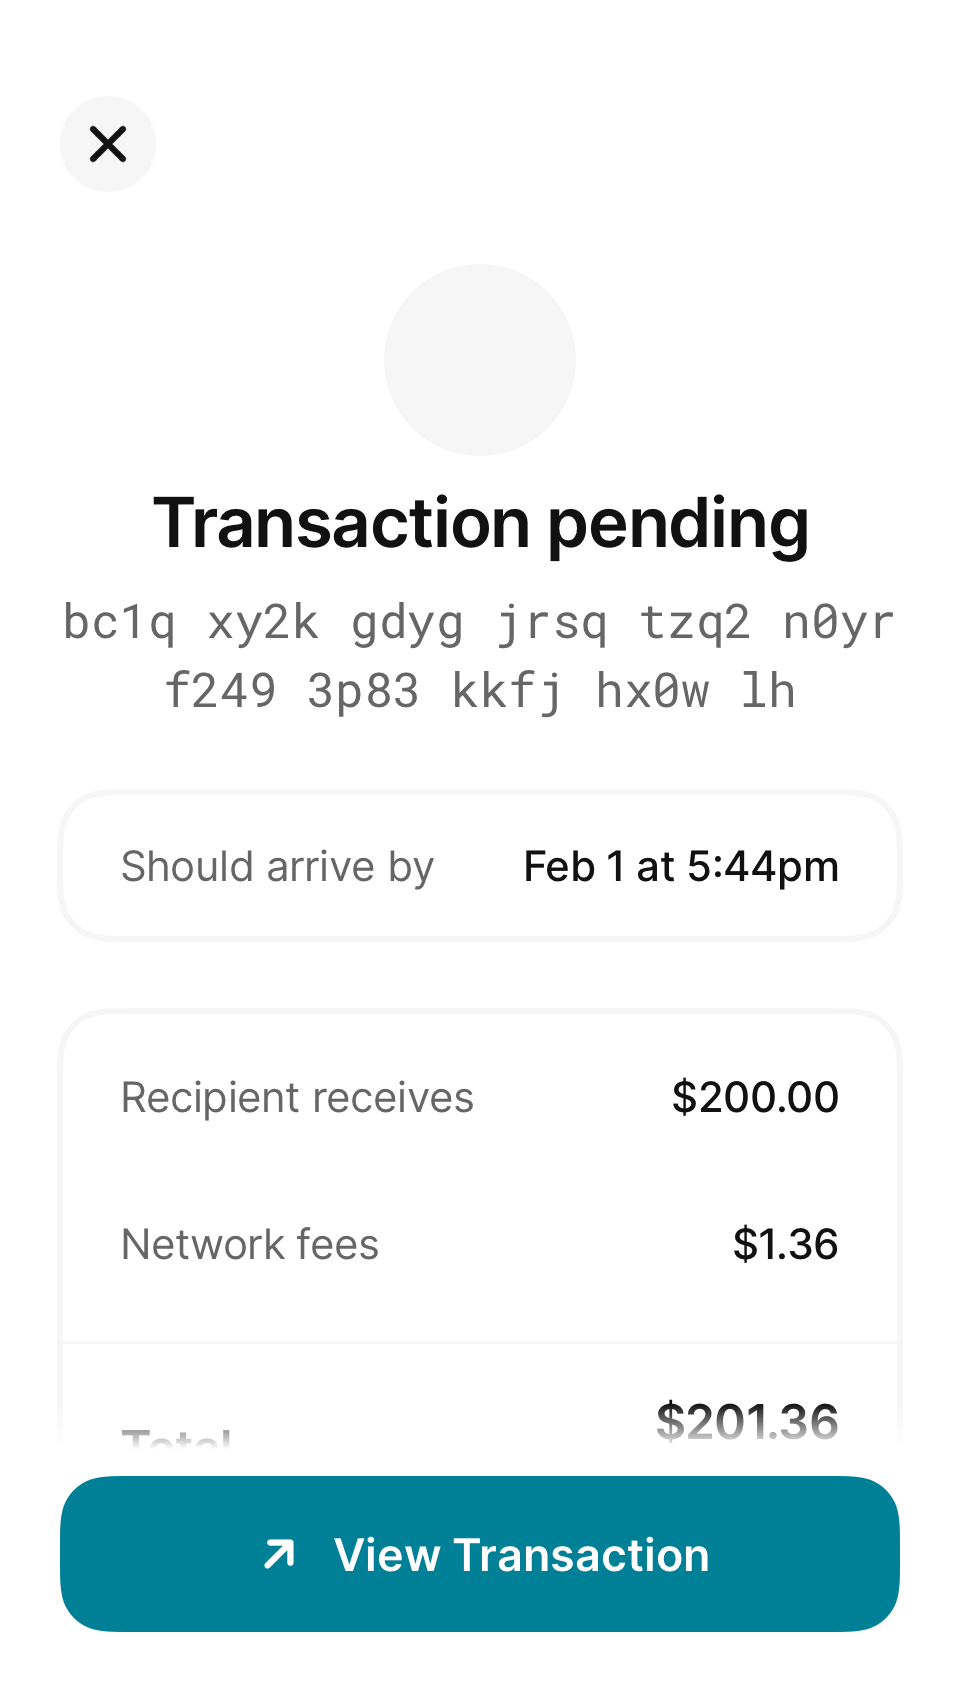 Transaction pending
bc1q xy2k gdyg jrsq tzq2 n0yr
f249 3p83 kkfj hx0w lh
Should arrive by Feb 1 at 5:44pm
Recipient receives $200.00
Network fees $1.36
Total $201.36
View Transaction